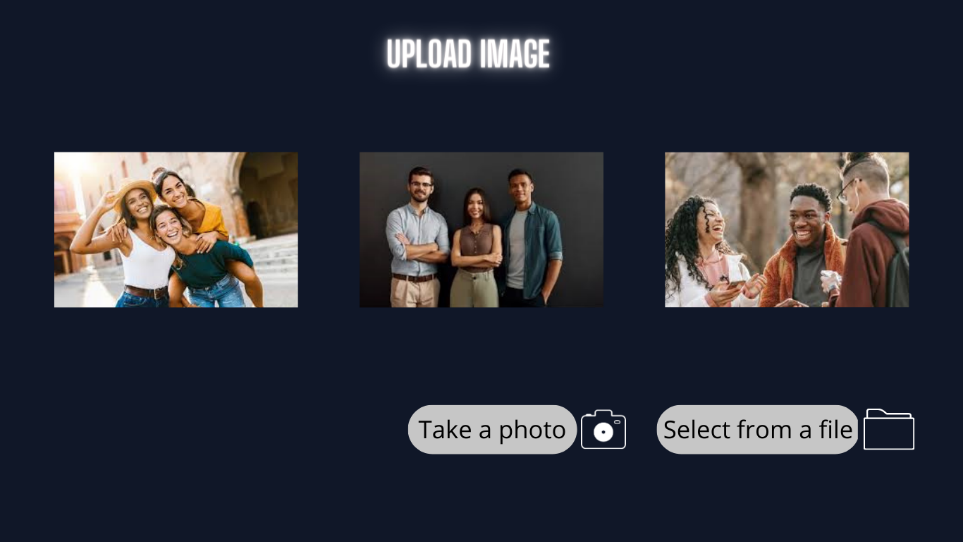 UPLOAD IMAGE
Take a photo
Select from a file